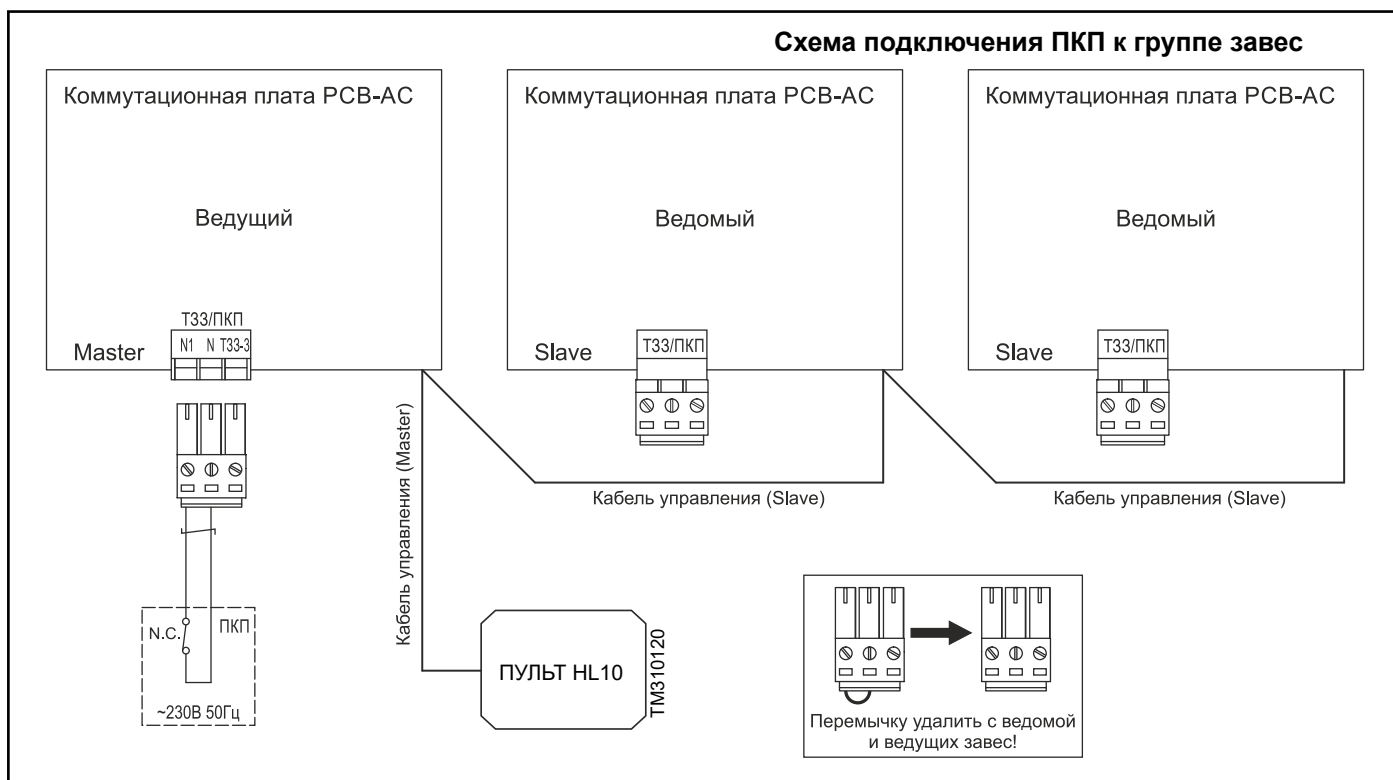 Схема подключения ПКП к группе завес
Коммутационная плата PCB-AC
Ведущий
ТЗЗ/ПКП
N1 N ТЗЗ-3
Master
Коммутационная плата PCB-AC
Ведомый
Slave
ТЗЗ/ПКП
Коммутационная плата PCB-AC
Ведомый
Slave
ТЗЗ/ПКП
Кабель управления (Master)
Кабель управления (Slave)
Кабель управления (Slave)
N.C.
ПКП
~230В 50Гц
ПУЛЬТ HL10
TM310120
Перемычку удалить с ведомой
и ведущих завес!